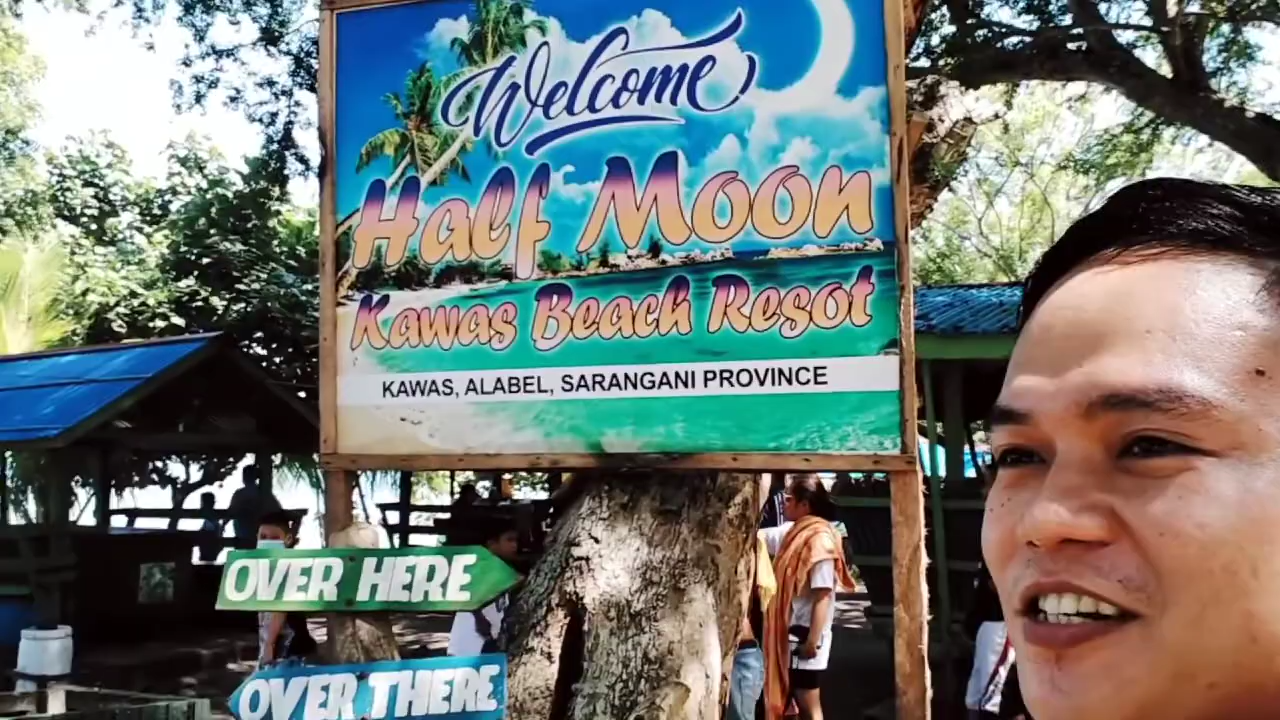 Welcome
Half Moon
Kawas Beach Resot
KAWAS, ALABEL, SARANGANI PROVINCE
OVER HERE
OVER THERE